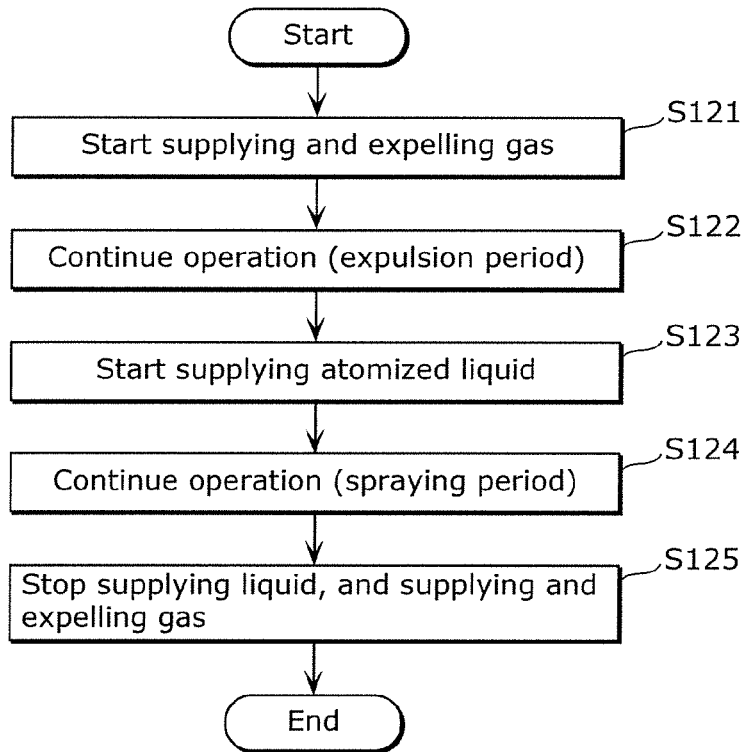 Start
S121
Start supplying and expelling gas
S122
Continue operation (expulsion period)
S123
Start supplying atomized liquid
S124
Continue operation (spraying period)
S125
Stop supplying liquid, and supplying and
expelling gas
End